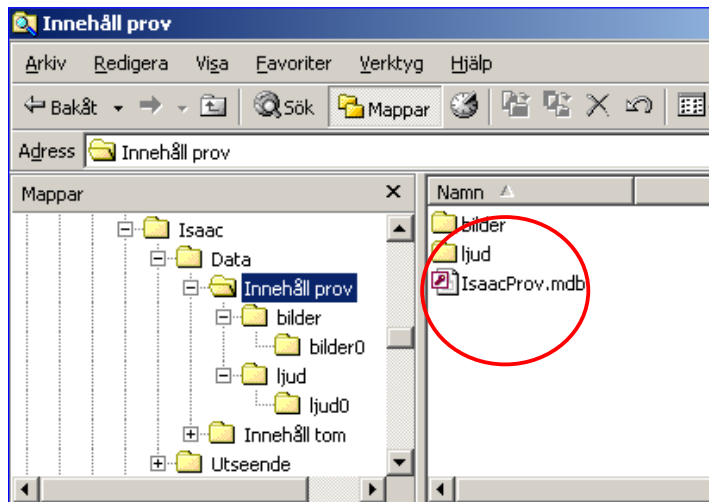 Innehåll prov
Arkiv Redigera Visa Favoriter Verktyg Hjälp
Bakåt Sök Mappar
Adress Innehåll prov
Mappar
Isaac
Data
Innehåll prov
bilder
bilder0
ljud
ljud0
Innehåll tom
Utseende
Namn
bilder
ljud
IsaacProv.mdb